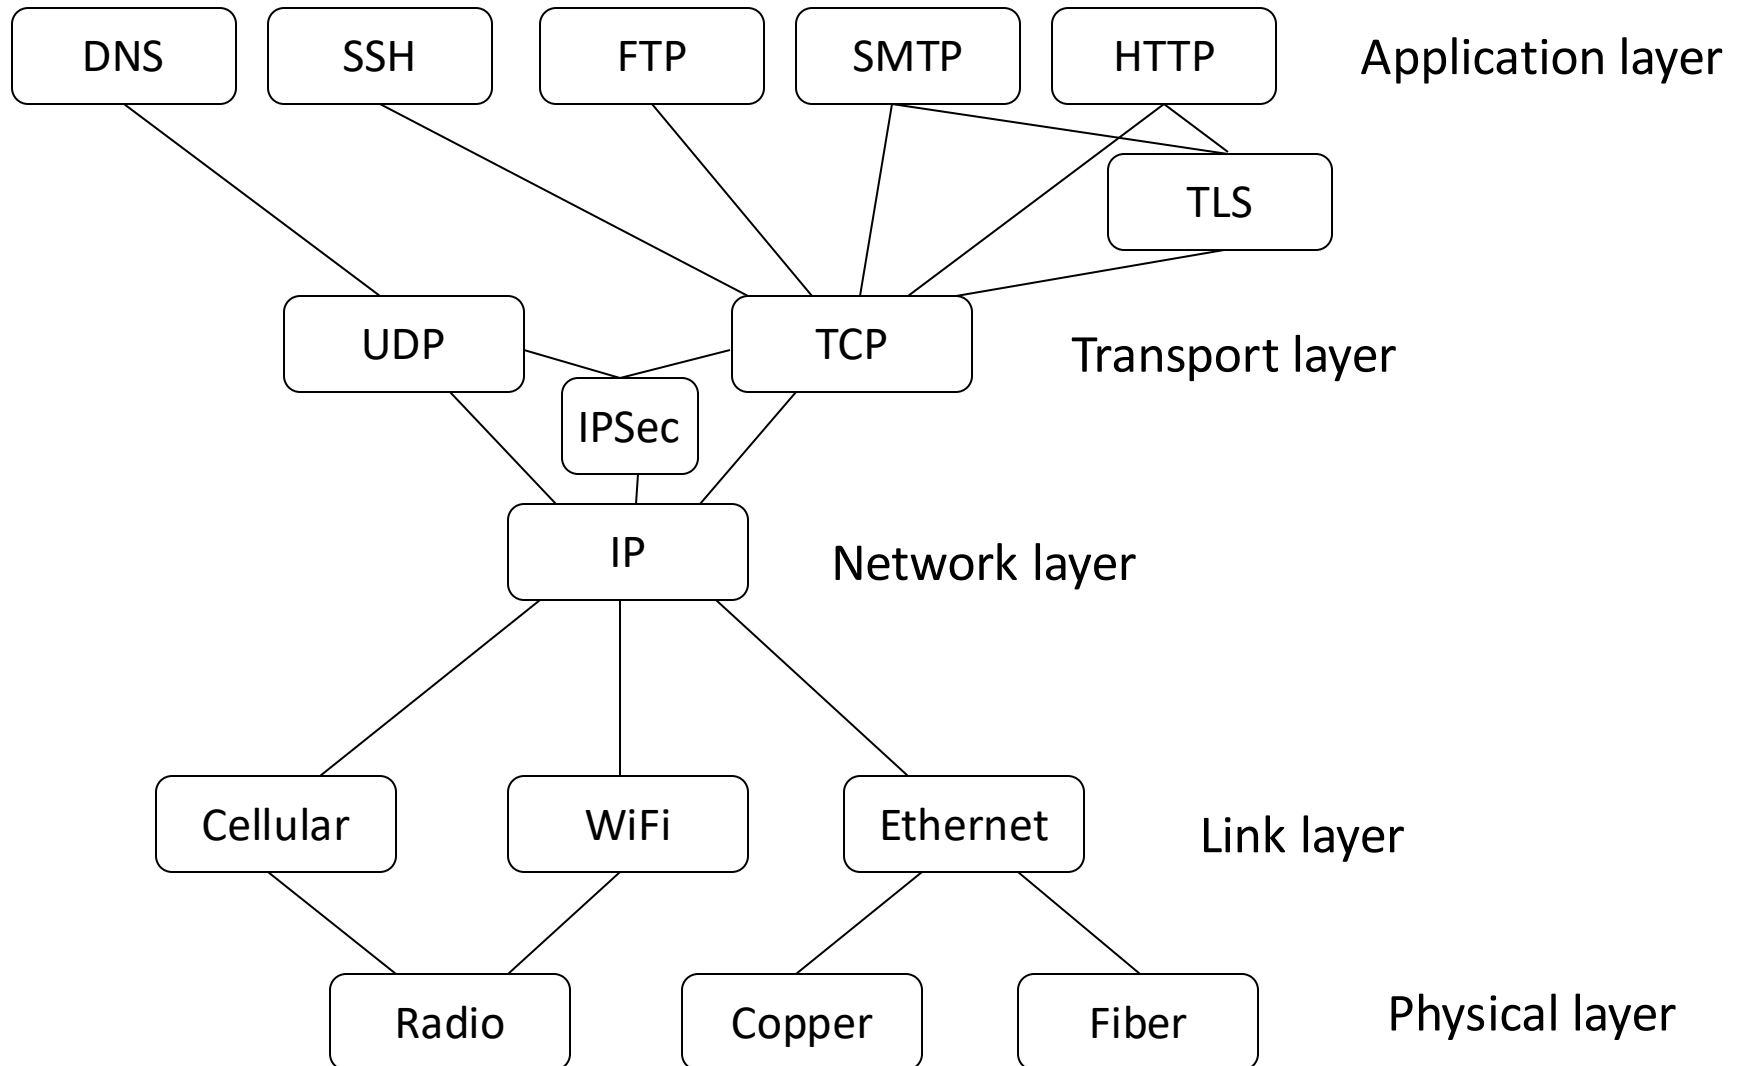 DNS
SSH
FTP
SMTP
HTTP
Application layer
TLS
UDP
TCP
Transport layer
IPSec
IP
Network layer
Cellular
WiFi
Ethernet
Link layer
Radio
Copper
Fiber
Physical layer